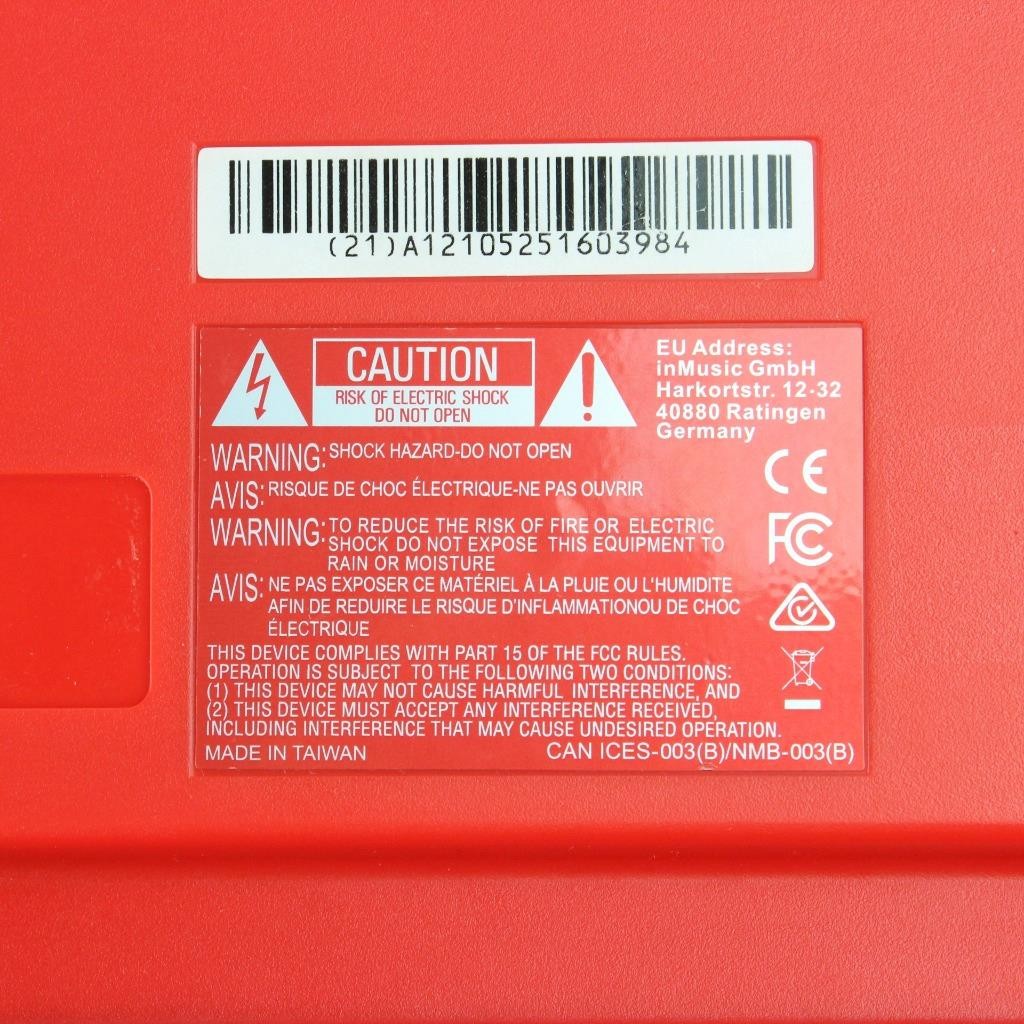 (21)A12105251603984
CAUTION
RISK OF ELECTRIC SHOCK
DO NOT OPEN
EU Address:
inMusic GmbH
Harkortstr. 12-32
40880 Ratingen
Germany
WARNING: SHOCK HAZARD-DO NOT OPEN
AVIS: RISQUE DE CHOC ÉLECTRIQUE-NE PAS OUVRIR
WARNING: TO REDUCE THE RISK OF FIRE OR ELECTRIC
SHOCK DO NOT EXPOSE THIS EQUIPMENT TO
RAIN OR MOISTURE
AVIS: NE PAS EXPOSER CE MATÉRIEL À LA PLUIE OU L'HUMIDITE
AFIN DE REDUIRE LE RISQUE D'INFLAMMATIONOU DE CHOC
ÉLECTRIQUE
THIS DEVICE COMPLIES WITH PART 15 OF THE FCC RULES.
OPERATION IS SUBJECT TO THE FOLLOWING TWO CONDITIONS:
(1) THIS DEVICE MAY NOT CAUSE HARMFUL INTERFERENCE, AND
(2) THIS DEVICE MUST ACCEPT ANY INTERFERENCE RECEIVED,
INCLUDING INTERFERENCE THAT MAY CAUSE UNDESIRED OPERATION.
MADE IN TAIWAN
CAN ICES-003(B)/NMB-003(B)
CE
FC